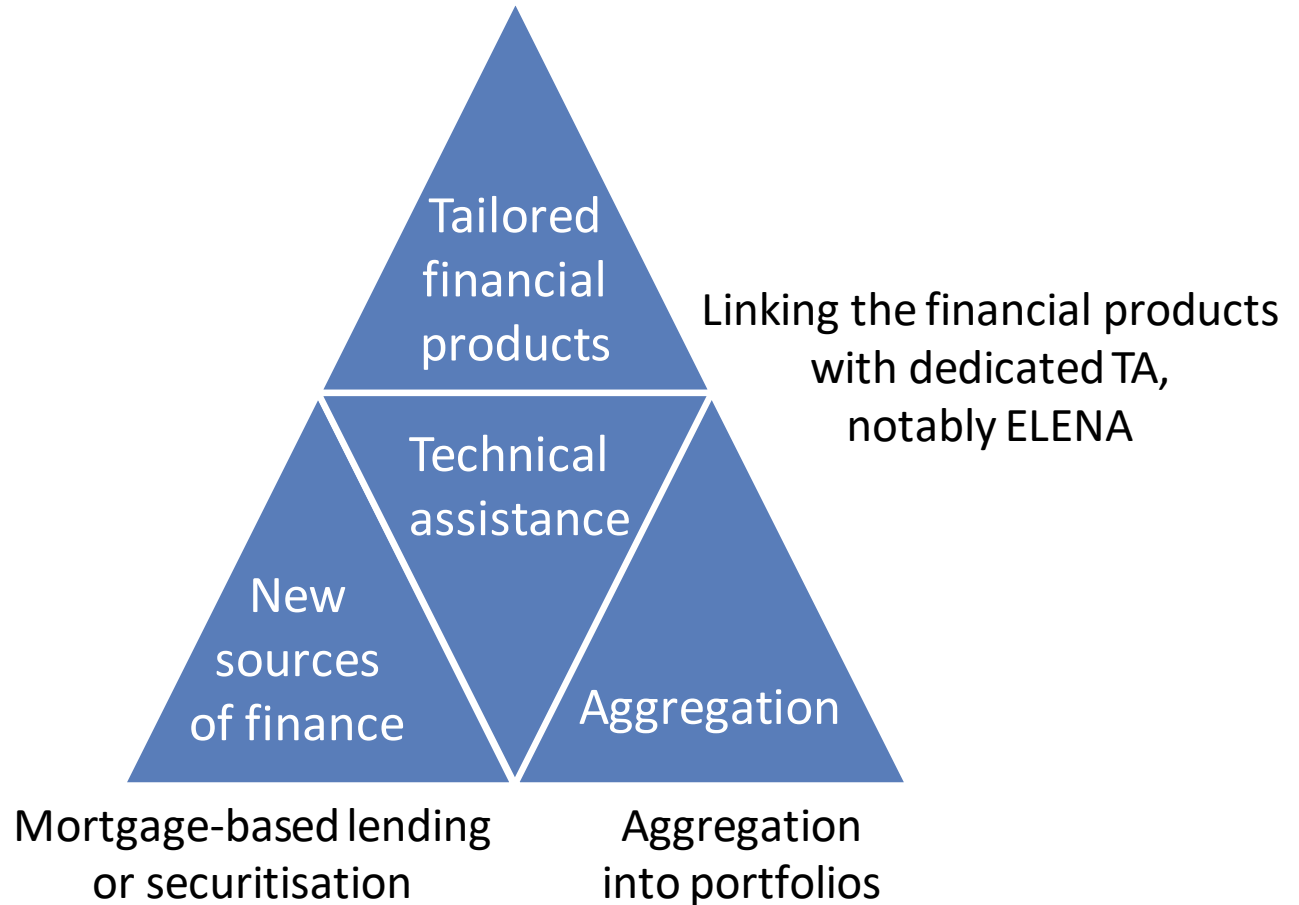 Tailored
financial
products
Linking the financial products
with dedicated TA,
notably ELENA
Technical
assistance
New
sources
of finance
Aggregation
Mortgage-based lending
or securitisation
Aggregation
into portfolios